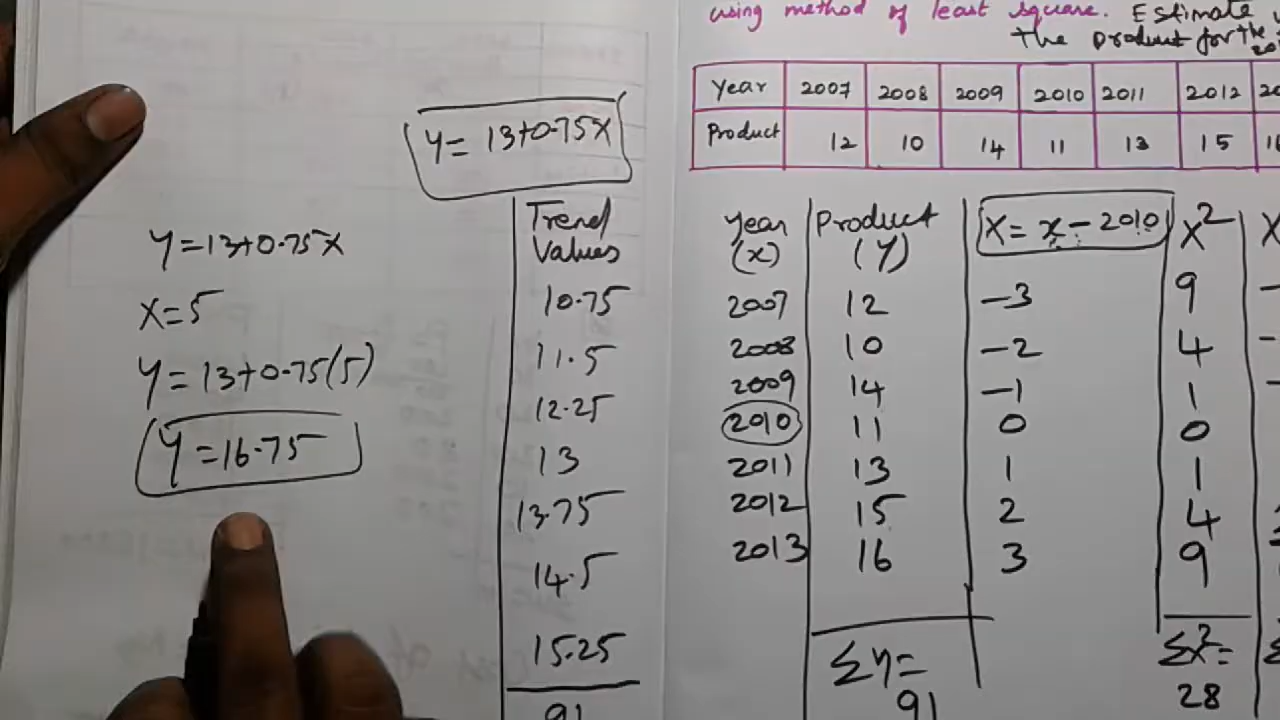 y = 13+0.75x
y = 13+0.75x
x = 5
y = 13+0.75(5)
y = 16.75
Trend
Values
10.75
11.5
12.25
13
13.75
14.5
15.25
91
using method of least square. Estimate
the product for the
Year 2007 2008 2009 2010 2011 2012
Product 12 10 14 11 13 15
year Product X = x - 2010 X²
(x) (y)
2007 12 -3 9
2008 10 -2 4
2009 14 -1 1
2010 11 0 0
2011 13 1 1
2012 15 2 4
2013 16 3 9
Σy = Σx² =
91 28